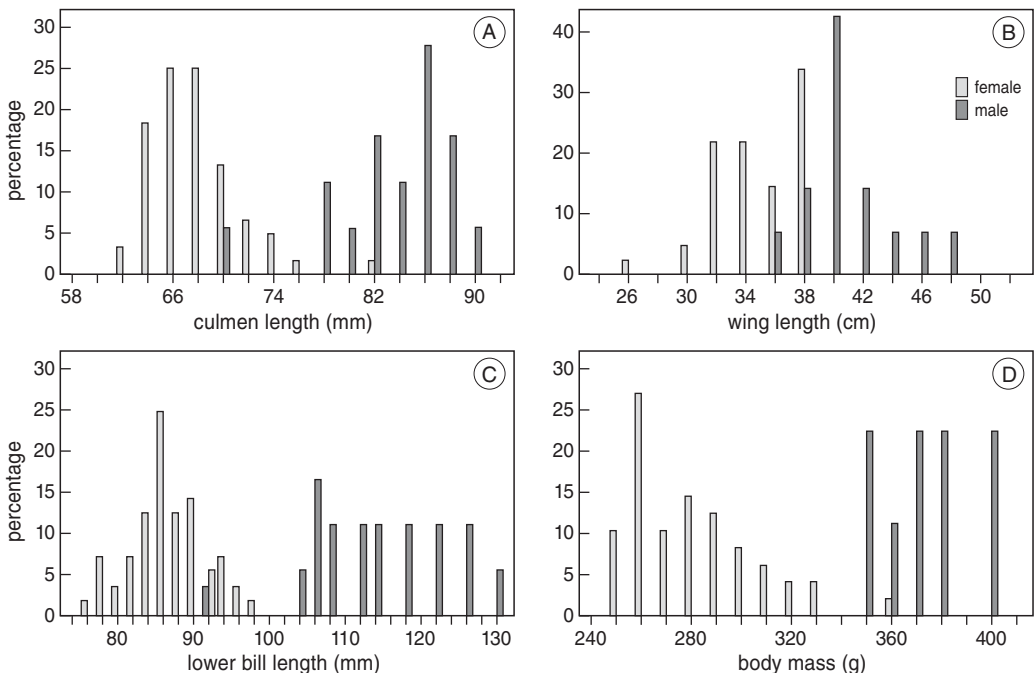 A
30
25
20
15
10
5
0
percentage
58 66 74 82 90
culmen length (mm)
B
40
30
20
10
0
female
male
26 30 34 38 42 46 50
wing length (cm)
C
30
25
20
15
10
5
0
percentage
80 90 100 110 120 130
lower bill length (mm)
D
30
25
20
15
10
5
0
240 280 320 360 400
body mass (g)